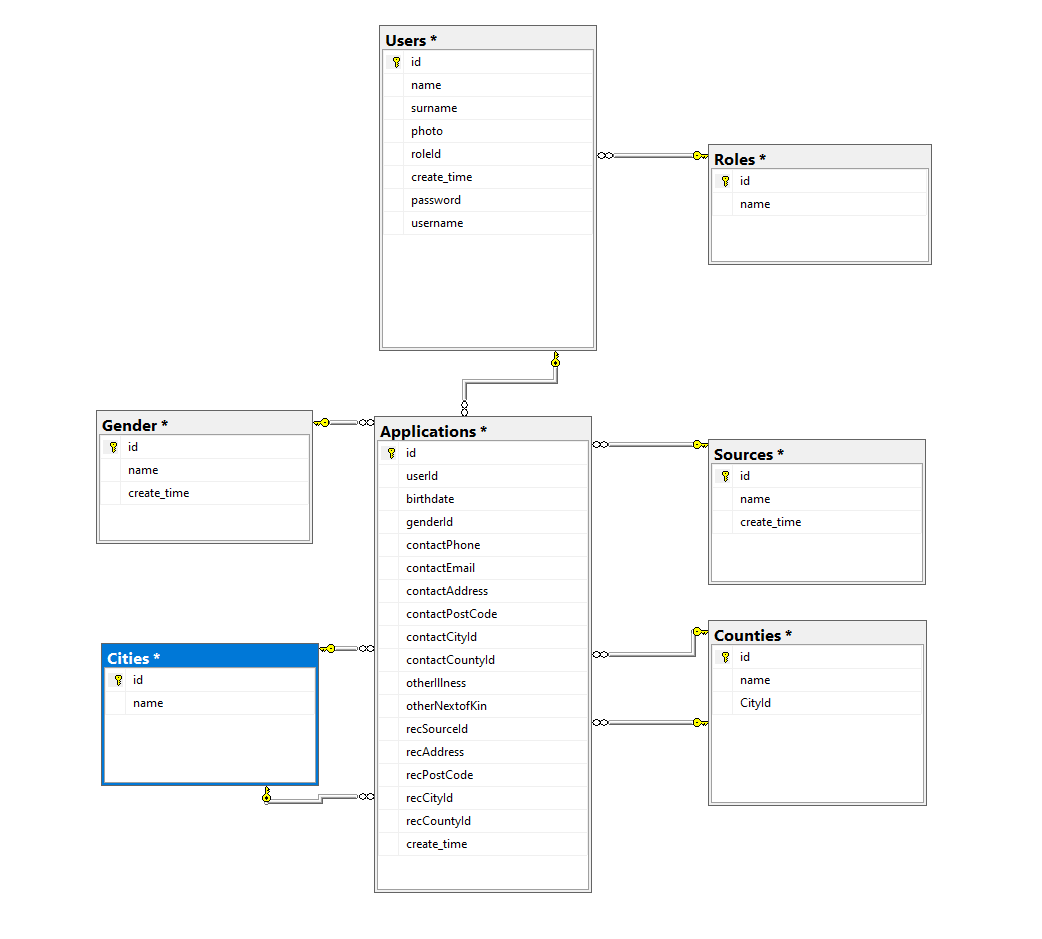 Users *
id
name
surname
photo
roleId
create_time
password
username
Roles *
id
name
Gender *
id
name
create_time
Applications *
id
userId
birthdate
genderId
contactPhone
contactEmail
contactAddress
contactPostCode
contactCityId
contactCountyId
otherIllness
otherNextofKin
recSourceId
recAddress
recPostCode
recCityId
recCountyId
create_time
Sources *
id
name
create_time
Cities *
id
name
Counties *
id
name
CityId